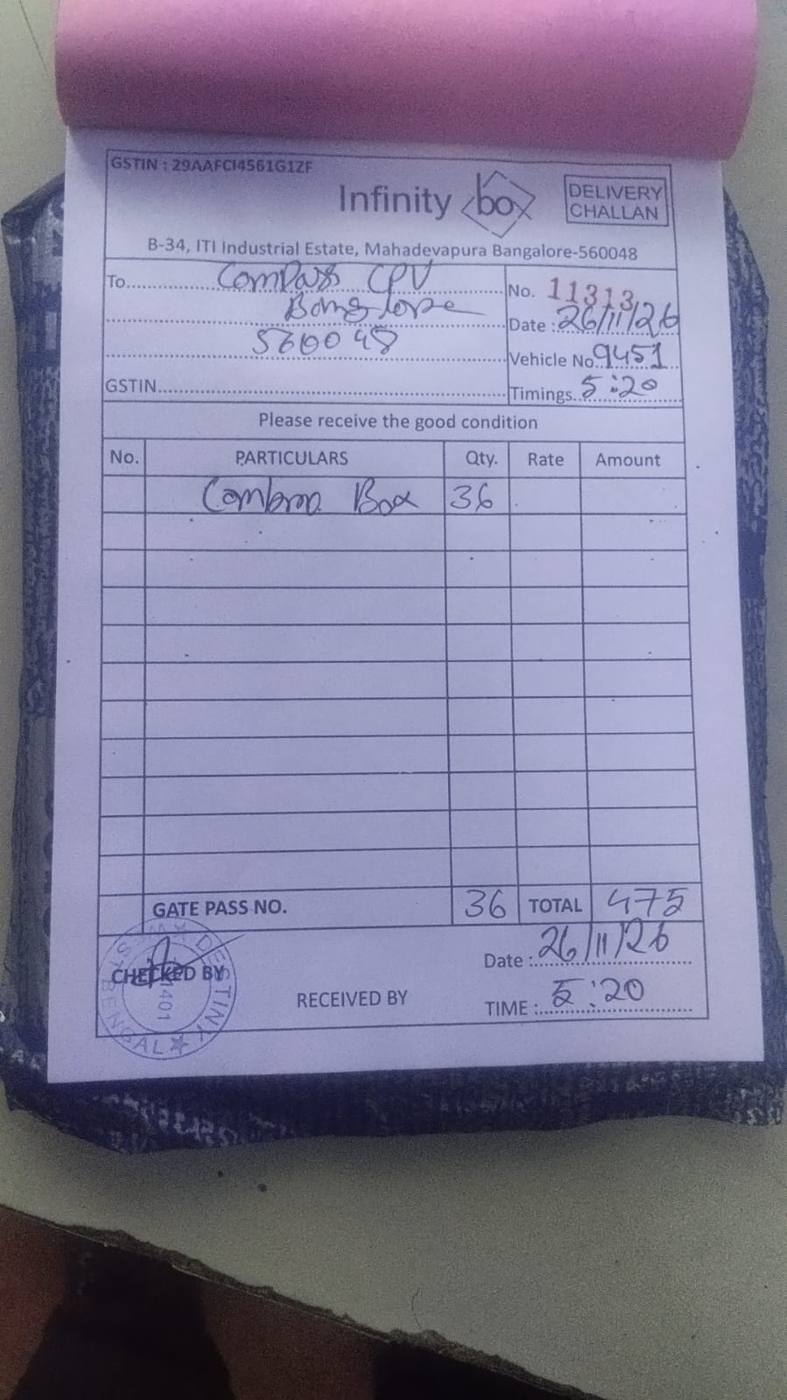 GSTIN : 29AAFCI4561G1ZF
Infinity box
DELIVERY CHALLAN
B-34, ITI Industrial Estate, Mahadevapura Bangalore-560048
To Compass CPU
No. 11313
Banglore
Date : 26/11/26
560048
Vehicle No. 9451
GSTIN
Timings. 5:20
Please receive the good condition
No. PARTICULARS Qty. Rate Amount
Combo Box 36
GATE PASS NO. 36 TOTAL 475
Date : 26/11/26
CHECKED BY
RECEIVED BY
TIME : 5:20